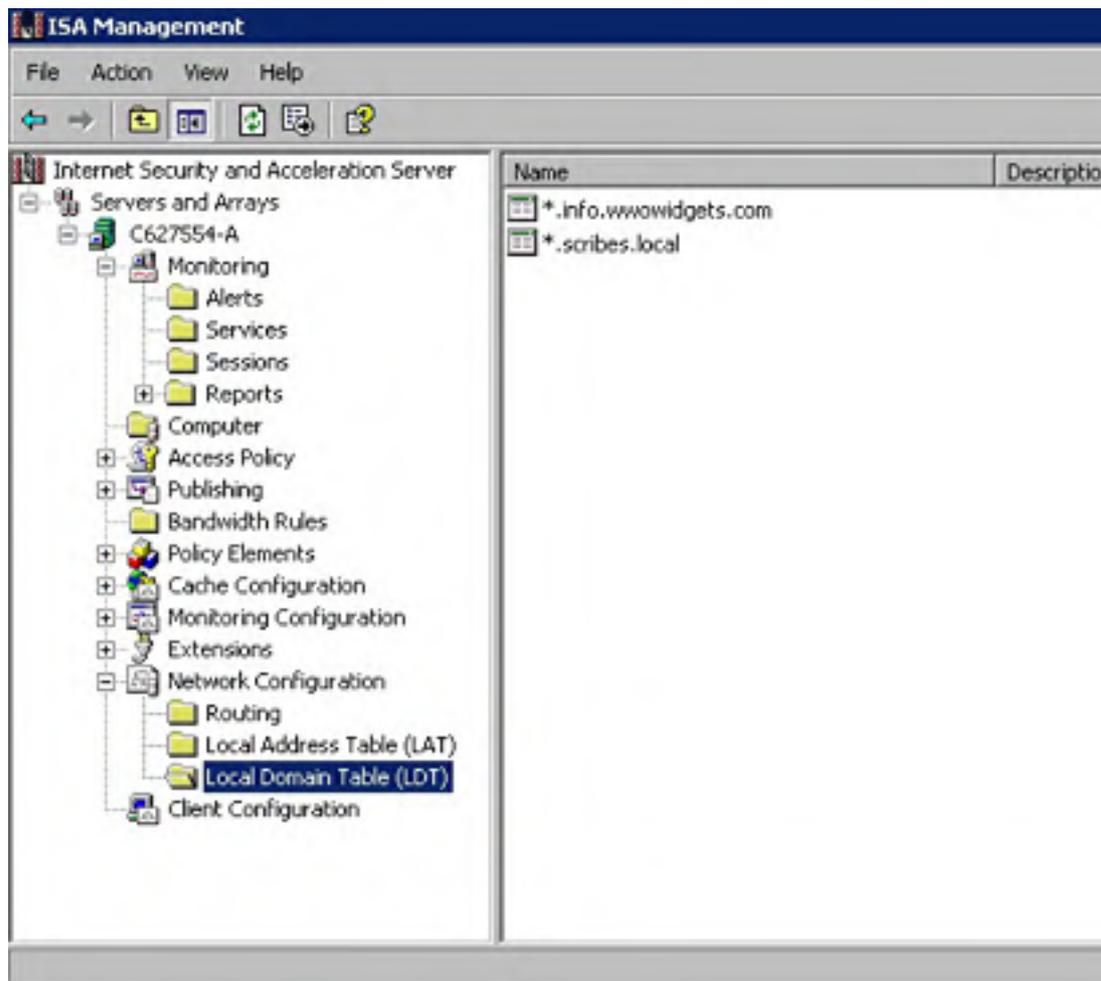 ISA Management
File Action View Help
Internet Security and Acceleration Server
Servers and Arrays
C627554-A
Monitoring
Alerts
Services
Sessions
Reports
Computer
Access Policy
Publishing
Bandwidth Rules
Policy Elements
Cache Configuration
Monitoring Configuration
Extensions
Network Configuration
Routing
Local Address Table (LAT)
Local Domain Table (LDT)
Client Configuration
Name Descriptio
*.info.wwowidgets.com
*.scribes.local